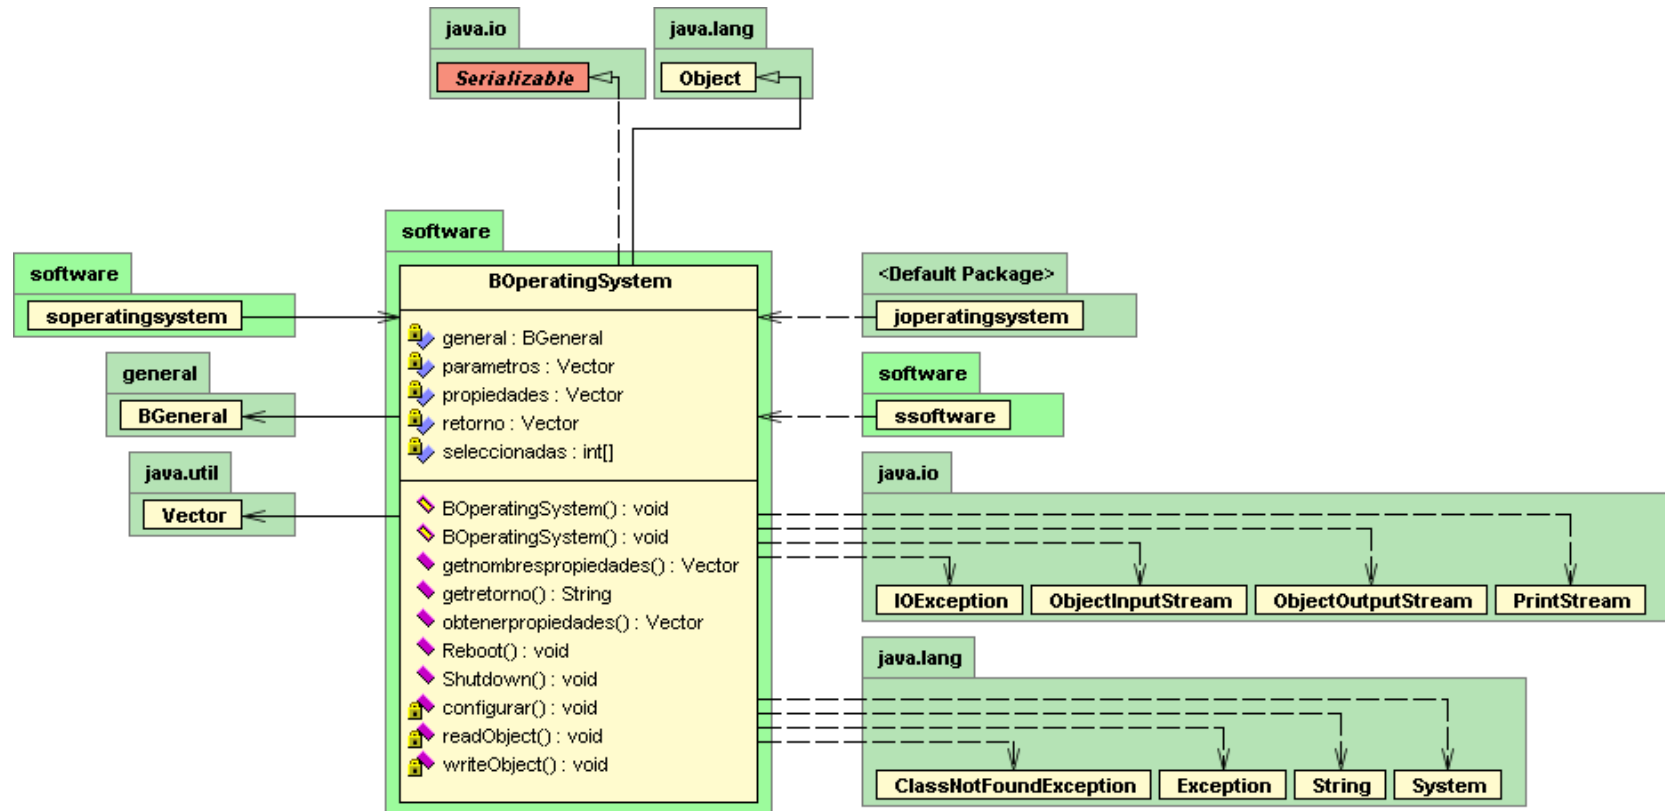 java.io
Serializable
java.lang
Object
software
soperatingsystem
general
BGeneral
java.util
Vector
software
BOperatingSystem
general : BGeneral
parametros : Vector
propiedades : Vector
retorno : Vector
seleccionadas : int[]
BOperatingSystem() : void
BOperatingSystem() : void
getnombrespropiedades() : Vector
getretorno() : String
obtenerpropiedades() : Vector
Reboot() : void
Shutdown() : void
configurar() : void
readObject() : void
writeObject() : void
<Default Package>
joperatingsystem
software
ssoftware
java.io
IOException ObjectInputStream ObjectOutputStream PrintStream
java.lang
ClassNotFoundException Exception String System